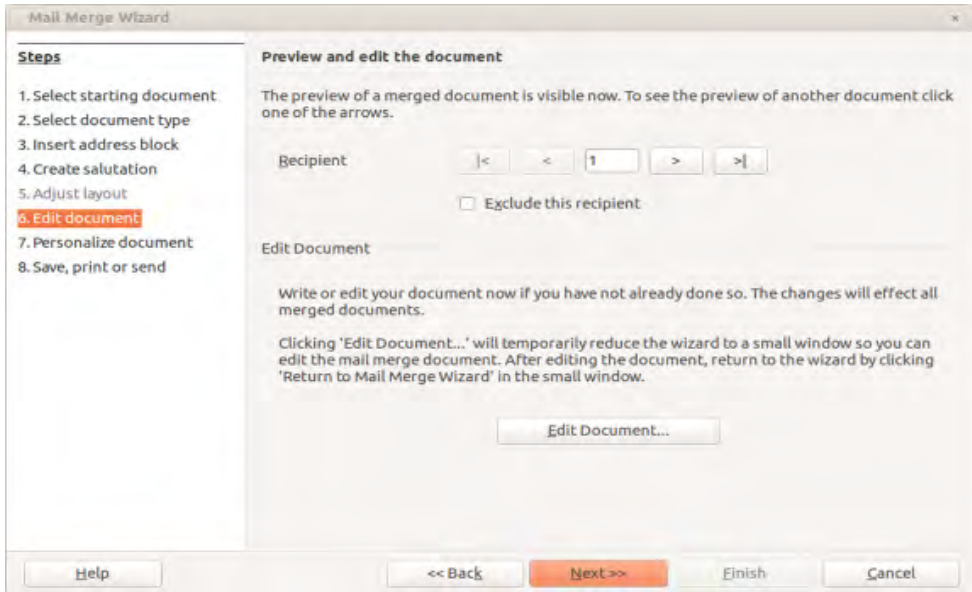 Mail Merge Wizard
×
Steps
1. Select starting document
2. Select document type
3. Insert address block
4. Create salutation
5. Adjust layout
6. Edit document
7. Personalize document
8. Save, print or send
Preview and edit the document
The preview of a merged document is visible now. To see the preview of another document click
one of the arrows.
Recipient |< < 1 > >|
Exclude this recipient
Edit Document
Write or edit your document now if you have not already done so. The changes will effect all
merged documents.
Clicking 'Edit Document...' will temporarily reduce the wizard to a small window so you can
edit the mail merge document. After editing the document, return to the wizard by clicking
'Return to Mail Merge Wizard' in the small window.
Edit Document...
Help << Back Next >> Finish Cancel